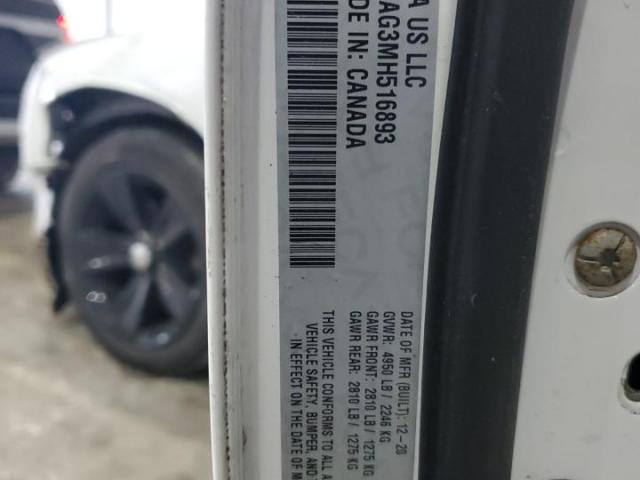 A US LLC
AG3MH516893
DE IN: CANADA
DATE OF MFR (BUILT): 12-20
GVWR: 4950 LB / 2246 KG
GAWR FRONT: 2810 LB / 1275 KG
GAWR REAR: 2810 LB / 1275 KG
THIS VEHICLE CONFORMS TO ALL A
VEHICLE SAFETY, BUMPER, AND
IN EFFECT ON THE DATE OF M